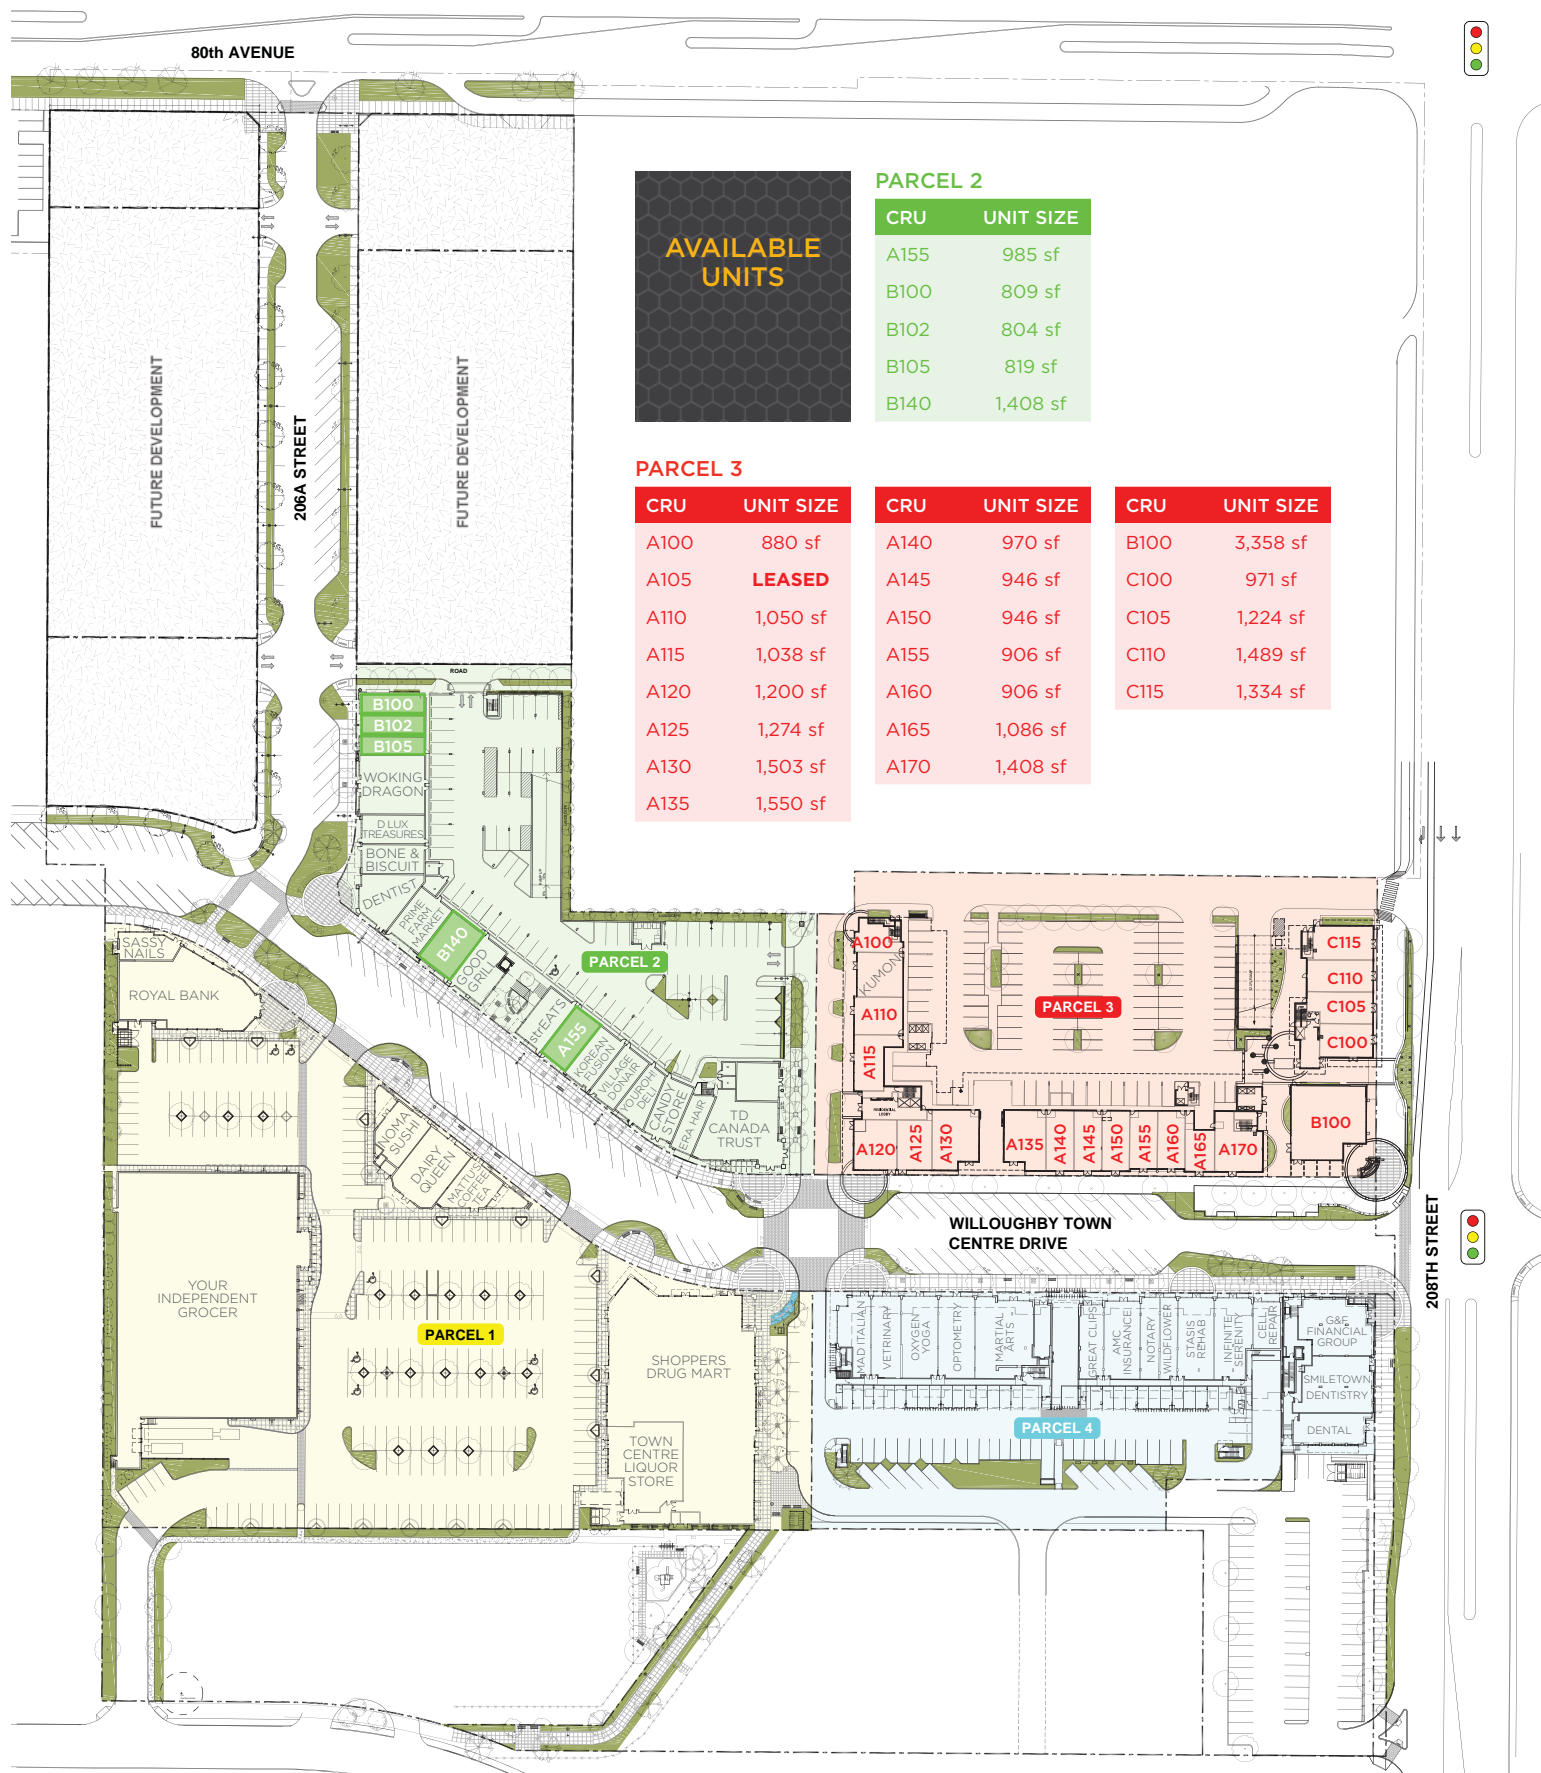 80th AVENUE
FUTURE DEVELOPMENT
206A STREET
FUTURE DEVELOPMENT
AVAILABLE
UNITS
PARCEL 2
CRU UNIT SIZE
A155 985 sf
B100 809 sf
B102 804 sf
B105 819 sf
B140 1,408 sf
PARCEL 3
CRU UNIT SIZE
A100 880 sf
A105 LEASED
A110 1,050 sf
A115 1,038 sf
A120 1,200 sf
A125 1,274 sf
A130 1,503 sf
A135 1,550 sf
CRU UNIT SIZE
A140 970 sf
A145 946 sf
A150 946 sf
A155 906 sf
A160 906 sf
A165 1,086 sf
A170 1,408 sf
CRU UNIT SIZE
B100 3,358 sf
C100 971 sf
C105 1,224 sf
C110 1,489 sf
C115 1,334 sf
ROAD
B100
B102
B105
WOKING
DRAGON
D LUX
TREASURES
BONE &
BISCUIT
DENTIST
PRIME
FARM
MARKET
B140
GOOD
GRILL
PARCEL 2
strEATS
A155
KOREAN
FUSION
DONAIR
DELI
CANDY
STORE
ERA HAIR
TD
CANADA
TRUST
A100
KUMON
A110
A115
PARCEL 3
RESIDENTIAL
LOBBY
A120
A125
A130
A135
A140
A145
A150
A155
A160
A165
A170
C115
C110
C105
C100
B100
SASSY
NAILS
ROYAL BANK
INOMA
SUSHI
DAIRY
QUEEN
MATTU'S
COFFEE
TEA
YOUR
INDEPENDENT
GROCER
PARCEL 1
SHOPPERS
DRUG MART
TOWN
CENTRE
LIQUOR
STORE
WILLOUGHBY TOWN
CENTRE DRIVE
208TH STREET
MAD ITALIAN
VETRINARY
OXYGEN
YOGA
OPTOMETRY
MARTIAL
ARTS
GREAT CLIPS
AMC
INSURANCE
NOTARY
WILDFLOWER
STASIS
REHAB
INFINITE
SERENITY
CELL
REPAIR
G&F
FINANCIAL
GROUP
SMILETOWN
DENTISTRY
DENTAL
PARCEL 4